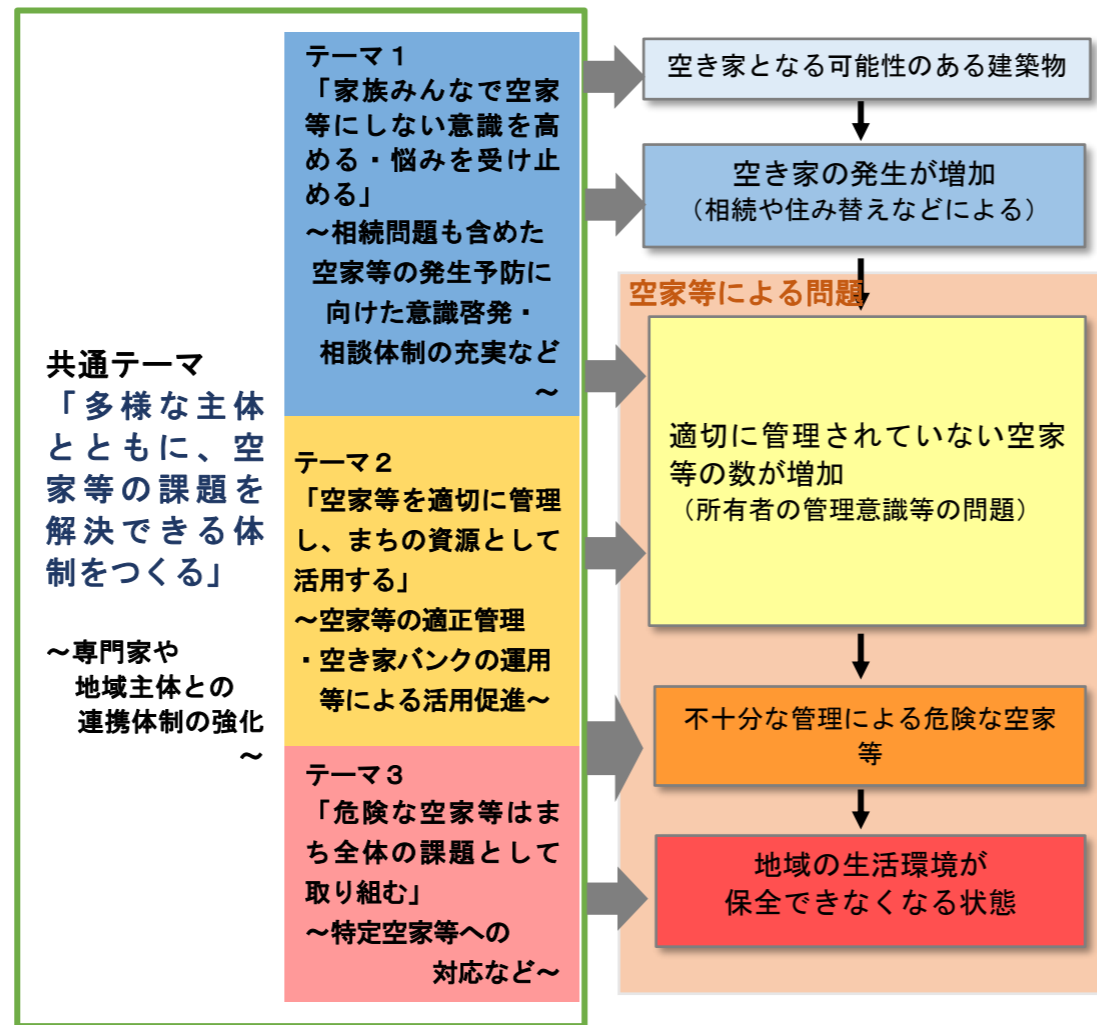 共通テーマ
「多様な主体
とともに、空
家等の課題を
解決できる体
制をつくる」
～専門家や
地域主体との
連携体制の強化
～
テーマ１
「家族みんなで空家
等にしない意識を高
める・悩みを受け止
める」
～相続問題も含めた
空家等の発生予防に
向けた意識啓発・
相談体制の充実など
～
テーマ２
「空家等を適切に管理
し、まちの資源として
活用する」
～空家等の適正管理
・空き家バンクの運用
等による活用促進～
テーマ３
「危険な空家等はま
ち全体の課題として
取り組む」
～特定空家等への
対応など～
空き家となる可能性のある建築物
空き家の発生が増加
（相続や住み替えなどによる）
空家等による問題
適切に管理されていない空家
等の数が増加
（所有者の管理意識等の問題）
不十分な管理による危険な空家
等
地域の生活環境が
保全できなくなる状態